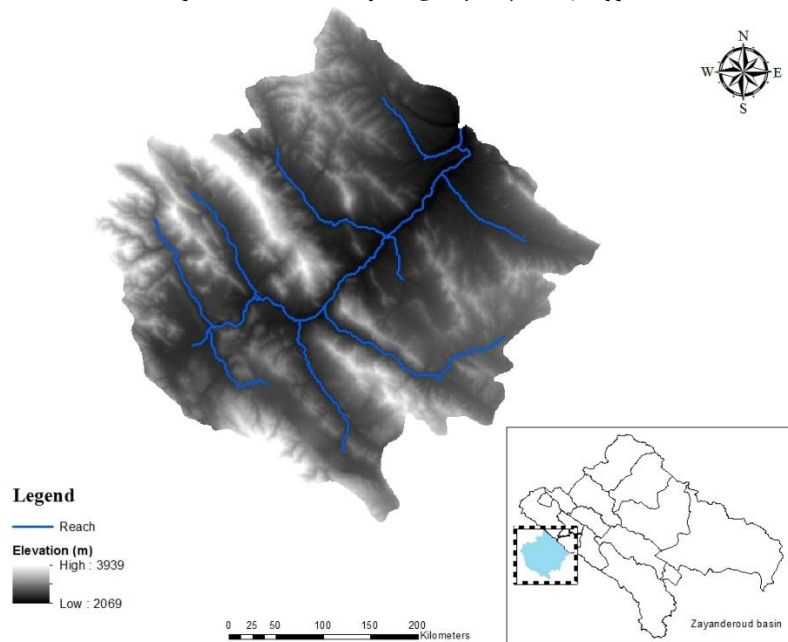 N
W E
S
Legend
Reach
Elevation (m)
High : 3939
Low : 2069
0 25 50 100 150 200
Kilometers
Zayanderoud basin